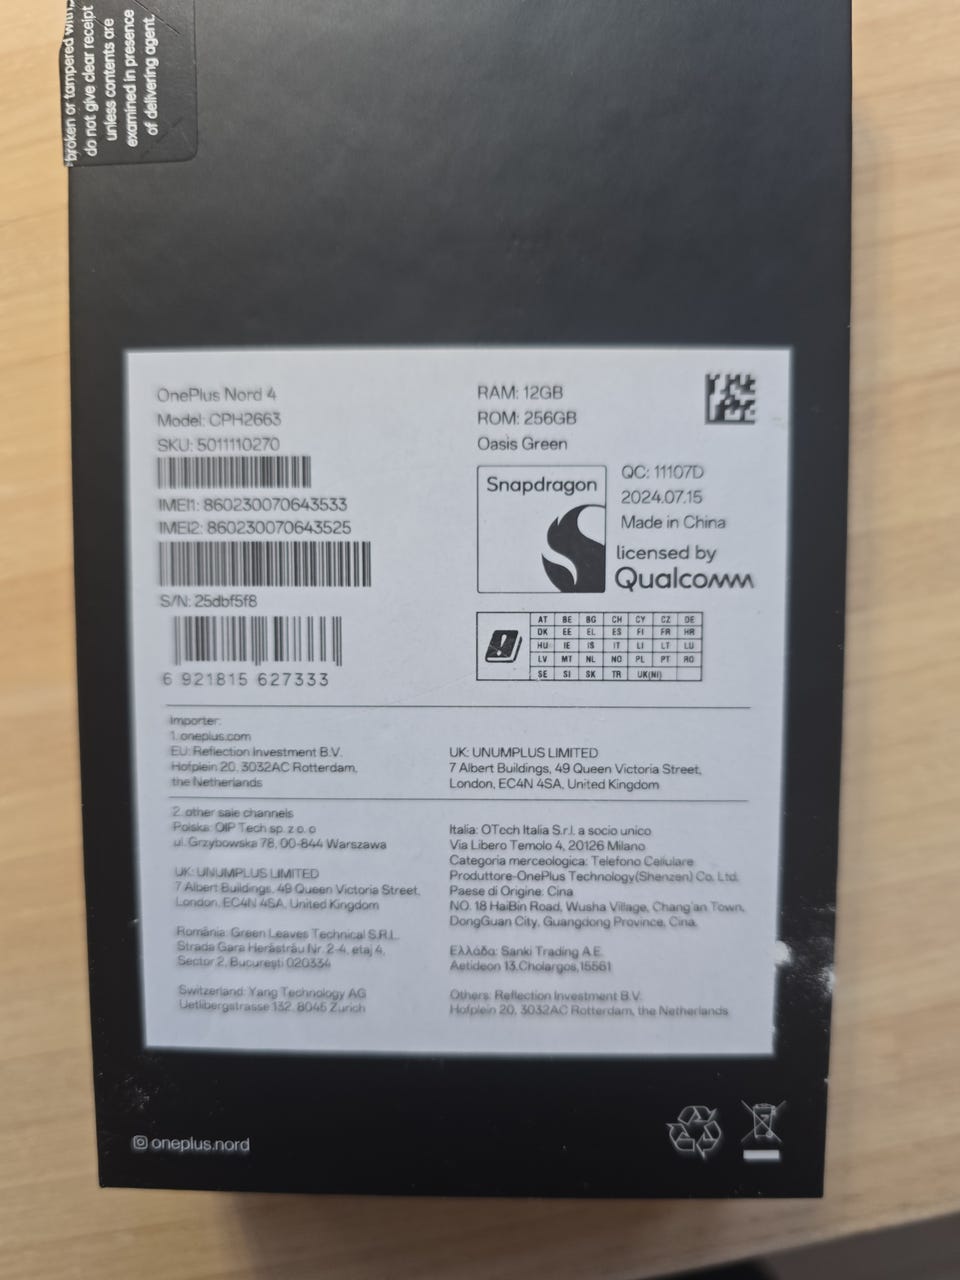 broken or tampered with,
do not give clear receipt
unless contents are
examined in presence
of delivering agent.
OnePlus Nord 4
Model: CPH2663
SKU: 5011110270
IMEI1: 860230070643533
IMEI2: 860230070643525
S/N: 25dbf5f8
6 921815 627333
RAM: 12GB
ROM: 256GB
Oasis Green
Snapdragon
QC: 11107D
2024.07.15
Made in China
licensed by
Qualcomm
AT BE BG CH CY CZ DE
DK EE EL ES FI FR HR
HU IE IS IT LI LT LU
LV MT NL NO PL PT RO
SE SI SK TR UK(NI)
Importer:
1. oneplus.com
EU: Reflection Investment B.V.
Hofplein 20, 3032AC Rotterdam,
the Netherlands
UK: UNUMPLUS LIMITED
7 Albert Buildings, 49 Queen Victoria Street,
London, EC4N 4SA, United Kingdom
2. other sale channels
Polska: OIP Tech sp. z o. o
ul. Grzybowska 78, 00-844 Warszawa
UK: UNUMPLUS LIMITED
7 Albert Buildings, 49 Queen Victoria Street,
London, EC4N 4SA, United Kingdom
România: Green Leaves Technical S.R.L.
Strada Gara Herăstrău Nr. 2-4, etaj 4,
Sector 2, București 020334
Switzerland: Yang Technology AG
Uetlibergstrasse 132, 8045 Zurich
Italia: OTech Italia S.r.l. a socio unico
Via Libero Temolo 4, 20126 Milano
Categoria merceologica: Telefono Cellulare
Produttore-OnePlus Technology(Shenzen) Co. Ltd.
Paese di Origine: Cina
NO. 18 HaiBin Road, Wusha Village, Chang'an Town,
DongGuan City, Guangdong Province, Cina.
Ελλάδα: Sanki Trading A.E.
Aetideon 13,Cholargos,15561
Others: Reflection Investment B.V.
Hofplein 20, 3032AC Rotterdam, the Netherlands
oneplus.nord